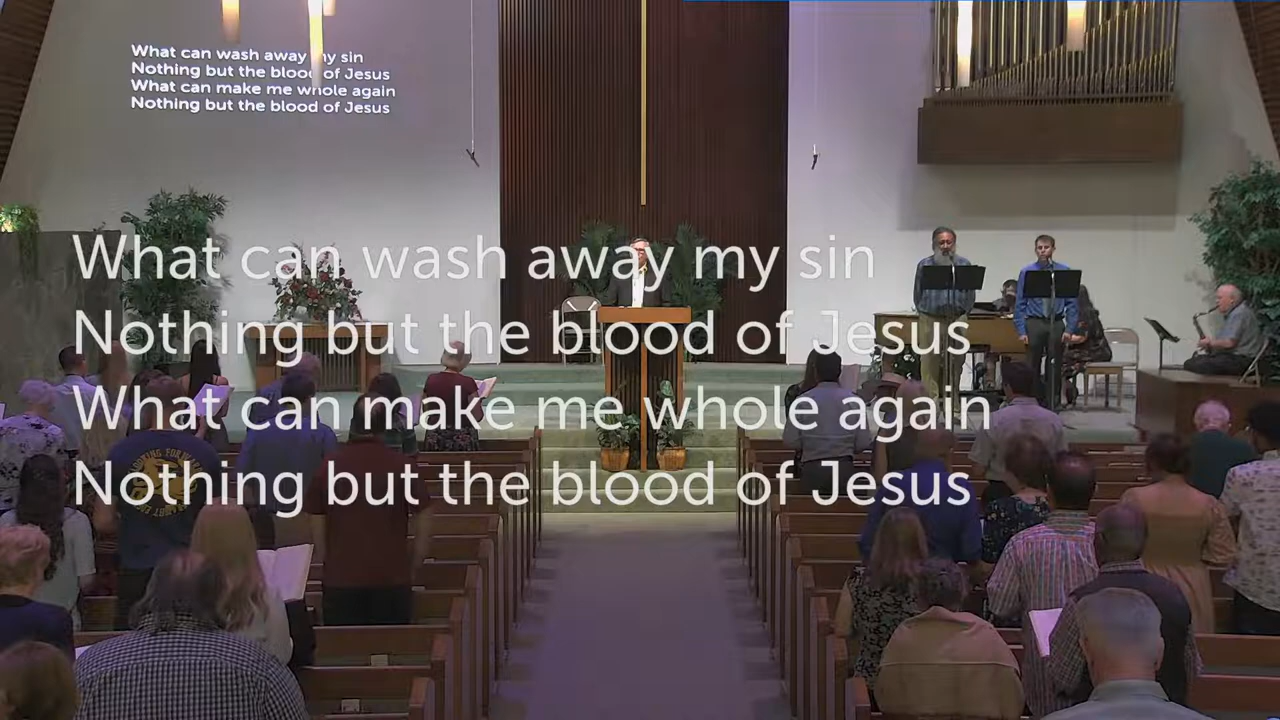 What can wash away my sin
Nothing but the blood of Jesus
What can make me whole again
Nothing but the blood of Jesus
What can wash away my sin
Nothing but the blood of Jesus
What can make me whole again
Nothing but the blood of Jesus